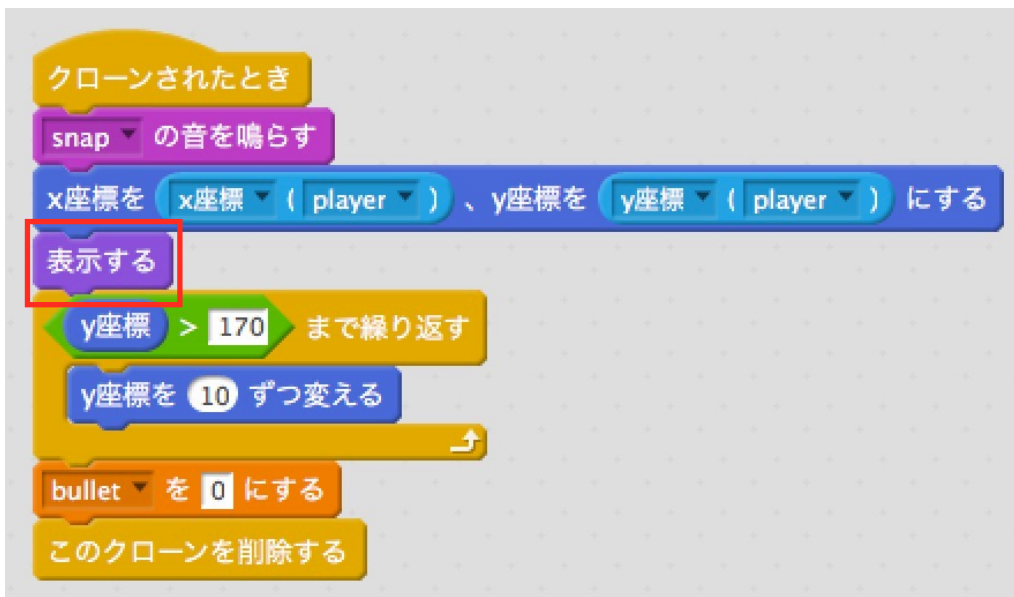 クローンされたとき
snap の音を鳴らす
x座標を x座標 ( player ) 、y座標を y座標 ( player ) にする
表示する
y座標 > 170 まで繰り返す
y座標を 10 ずつ変える
bullet を 0 にする
このクローンを削除する